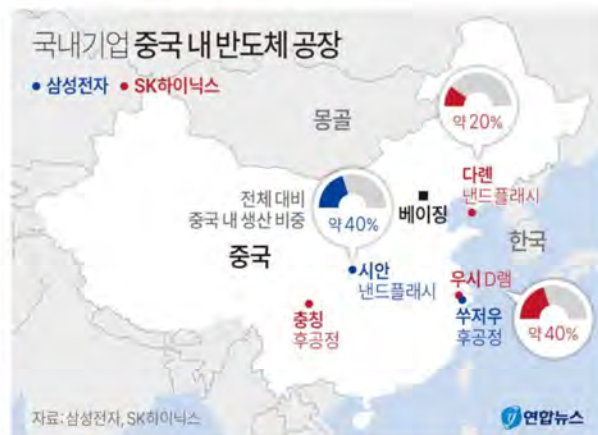 국내기업 중국 내 반도체 공장
• 삼성전자 • SK하이닉스
몽골
약 20%
다롄
낸드플래시
전체 대비
중국 내 생산 비중
약 40%
베이징
한국
중국
시안
낸드플래시
우시 D램
충칭
후공정
쑤저우
후공정
약 40%
자료: 삼성전자, SK하이닉스
연합뉴스